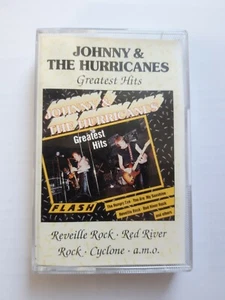 JOHNNY &
THE HURRICANES
Greatest Hits
JOHNNY &
THE HURRICANES
Greatest
Hits
FLASH
Reveille Rock · Red River
Rock · Cyclone · a.m.o.